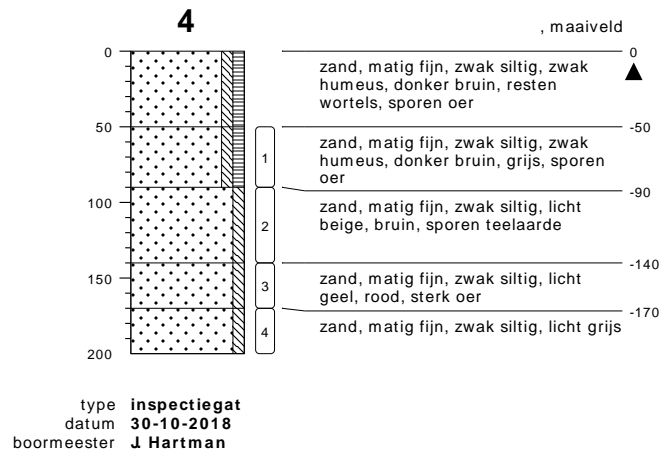 4
, maaiveld
0
0
zand, matig fijn, zwak siltig, zwak
humeus, donker bruin, resten
wortels, sporen oer
50
-50
1
zand, matig fijn, zwak siltig, zwak
humeus, donker bruin, grijs, sporen
oer
-90
100
2
zand, matig fijn, zwak siltig, licht
beige, bruin, sporen teelaarde
-140
150
3
zand, matig fijn, zwak siltig, licht
geel, rood, sterk oer
-170
4
zand, matig fijn, zwak siltig, licht grijs
200
type inspectiegat
datum 30-10-2018
boormeester J. Hartman